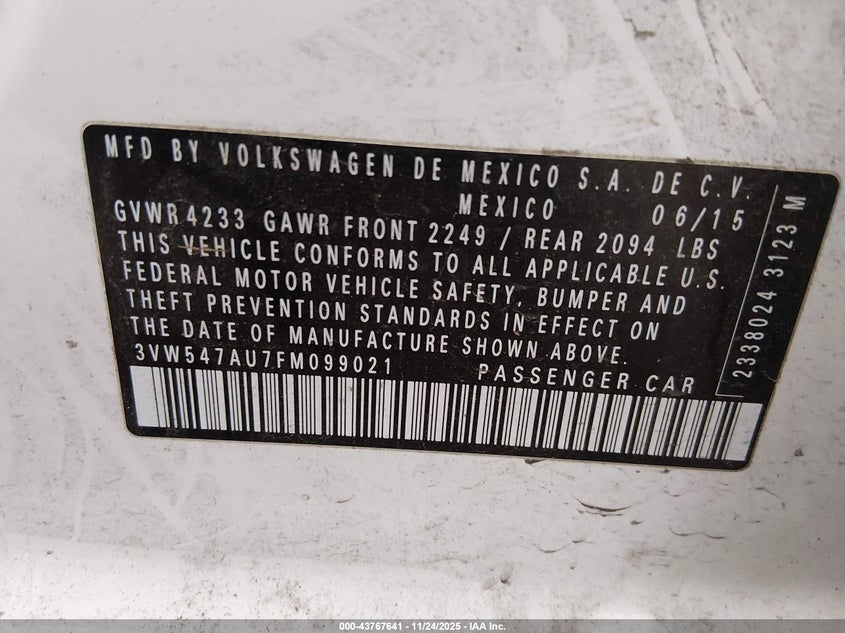 MFD BY VOLKSWAGEN DE MEXICO S.A. DE C.V.
MEXICO 06/15
GVWR 4233 GAWR FRONT 2249 / REAR 2094 LBS
THIS VEHICLE CONFORMS TO ALL APPLICABLE U.S.
FEDERAL MOTOR VEHICLE SAFETY, BUMPER AND
THEFT PREVENTION STANDARDS IN EFFECT ON
THE DATE OF MANUFACTURE SHOWN ABOVE.
3VW547AU7FM099021 PASSENGER CAR
2338024 3123 M
000-43767641 - 11/24/2025 - IAA Inc.